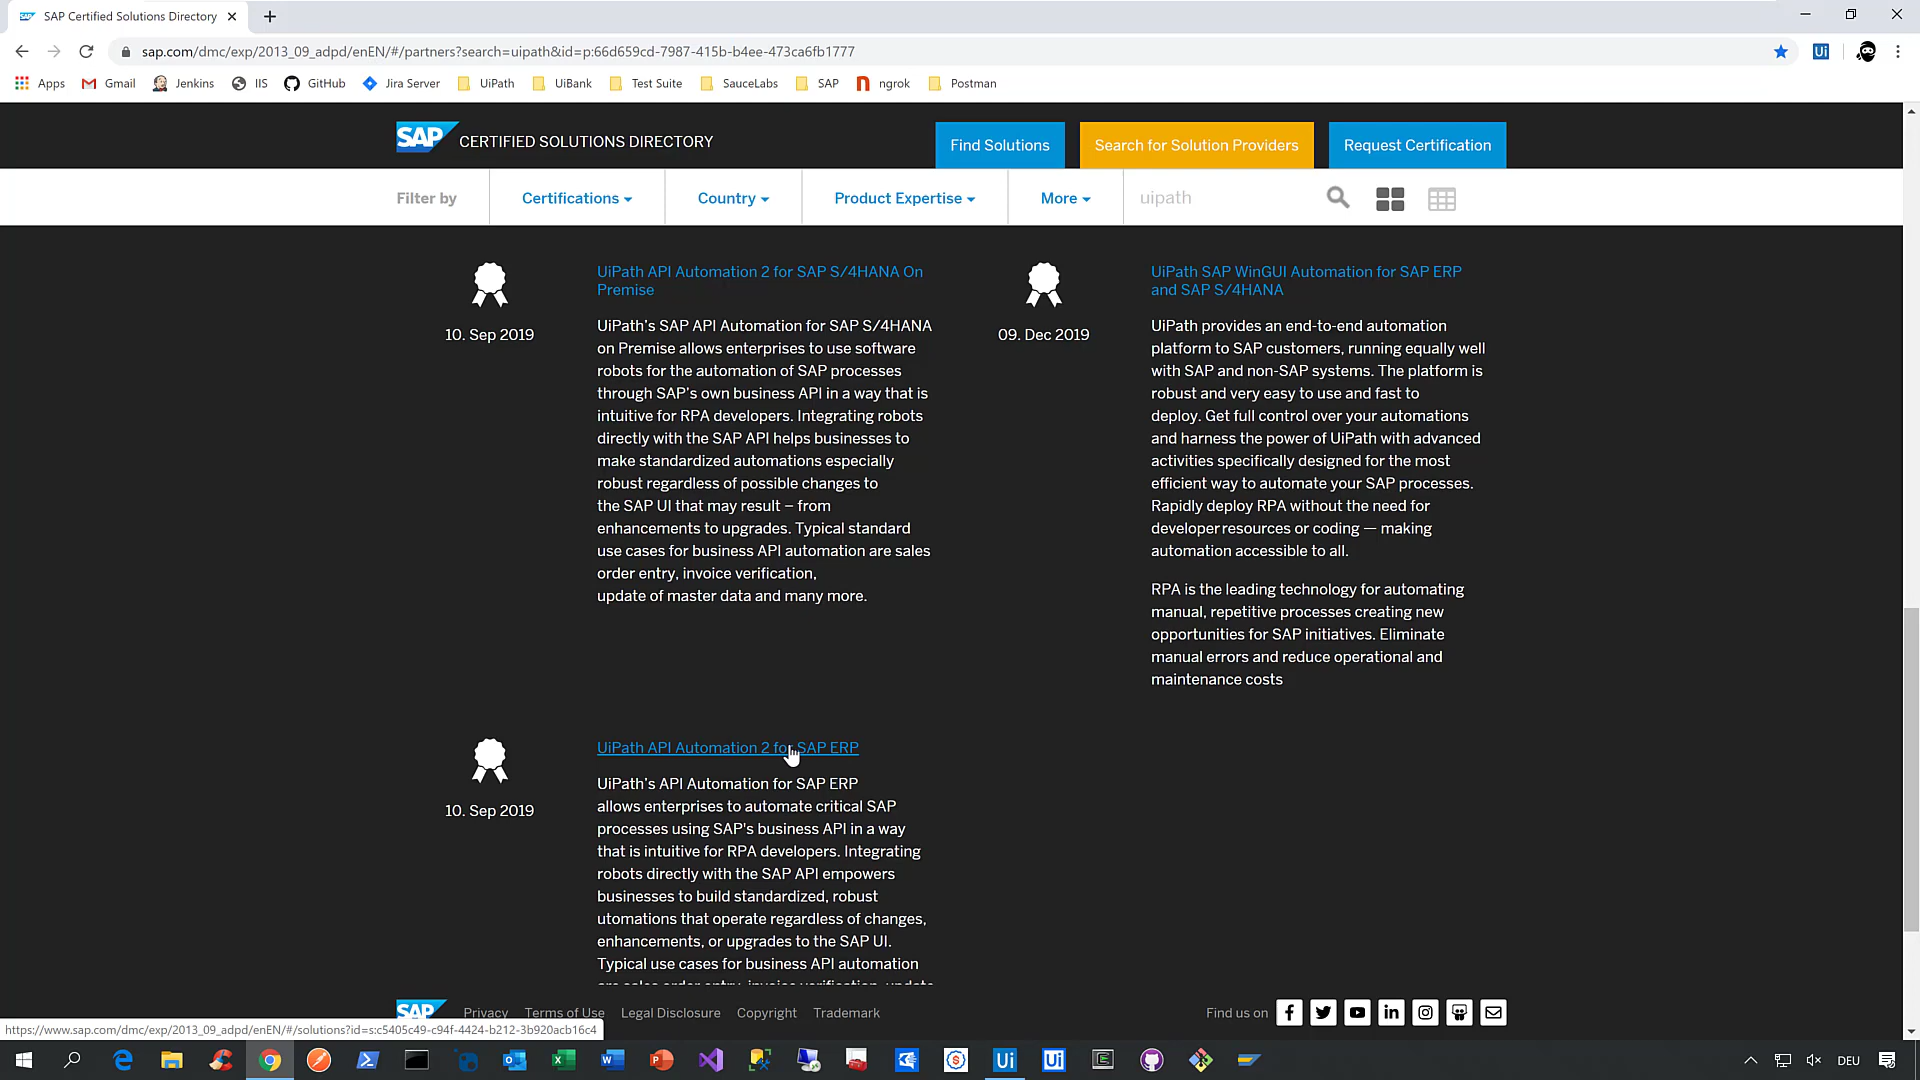 SAP Certified Solutions Directory
sap.com/dmc/exp/2013_09_adpd/enEN/#/partners?search=uipath&id=p:66d659cd-7987-415b-b4ee-473ca6fb1777
Apps Gmail Jenkins IIS GitHub Jira Server UiPath UiBank Test Suite SauceLabs SAP ngrok Postman
SAP CERTIFIED SOLUTIONS DIRECTORY
Find Solutions
Search for Solution Providers
Request Certification
Filter by Certifications Country Product Expertise More uipath
10. Sep 2019
UiPath API Automation 2 for SAP S/4HANA On
Premise
UiPath's SAP API Automation for SAP S/4HANA
on Premise allows enterprises to use software
robots for the automation of SAP processes
through SAP's own business API in a way that is
intuitive for RPA developers. Integrating robots
directly with the SAP API helps businesses to
make standardized automations especially
robust regardless of possible changes to
the SAP UI that may result – from
enhancements to upgrades. Typical standard
use cases for business API automation are sales
order entry, invoice verification,
update of master data and many more.
09. Dec 2019
UiPath SAP WinGUI Automation for SAP ERP
and SAP S/4HANA
UiPath provides an end-to-end automation
platform to SAP customers, running equally well
with SAP and non-SAP systems. The platform is
robust and very easy to use and fast to
deploy. Get full control over your automations
and harness the power of UiPath with advanced
activities specifically designed for the most
efficient way to automate your SAP processes.
Rapidly deploy RPA without the need for
developer resources or coding — making
automation accessible to all.
RPA is the leading technology for automating
manual, repetitive processes creating new
opportunities for SAP initiatives. Eliminate
manual errors and reduce operational and
maintenance costs
10. Sep 2019
UiPath API Automation 2 for SAP ERP
UiPath's API Automation for SAP ERP
allows enterprises to automate critical SAP
processes using SAP's business API in a way
that is intuitive for RPA developers. Integrating
robots directly with the SAP API empowers
businesses to build standardized, robust
utomations that operate regardless of changes,
enhancements, or upgrades to the SAP UI.
Typical use cases for business API automation
are sales order entry, invoice verification, update
SAP Privacy Terms of Use Legal Disclosure Copyright Trademark
Find us on
https://www.sap.com/dmc/exp/2013_09_adpd/enEN/#/solutions?id=s:c5405c49-c94f-4424-b212-3b920acb16c4
DEU